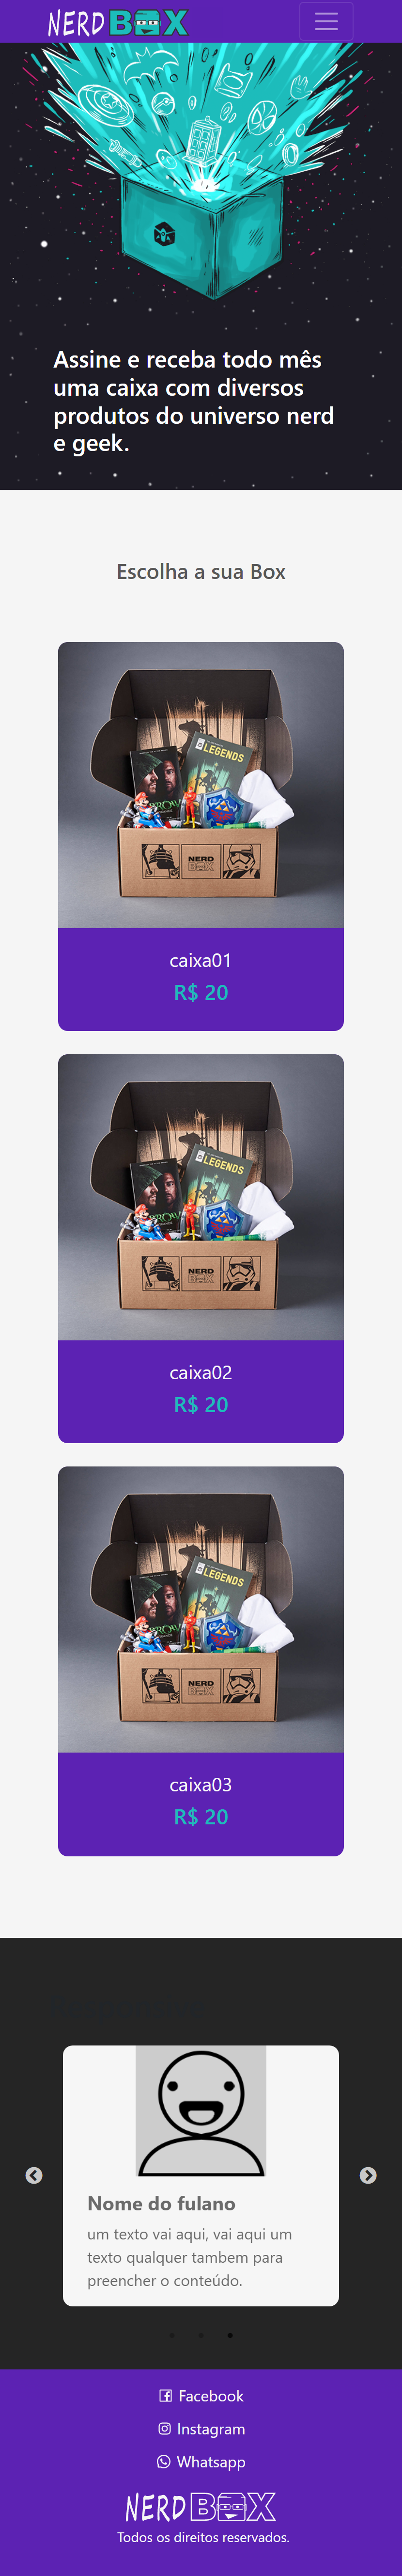 NERD BOX
Assine e receba todo mês
uma caixa com diversos
produtos do universo nerd
e geek.
Escolha a sua Box
LEGENDS
NERD
BOX
caixa01
R$ 20
LEGENDS
NERD
BOX
caixa02
R$ 20
LEGENDS
NERD
BOX
caixa03
R$ 20
Nome do fulano
um texto vai aqui, vai aqui um
texto qualquer tambem para
preencher o conteúdo.
Facebook
Instagram
Whatsapp
NERD BOX
Todos os direitos reservados.